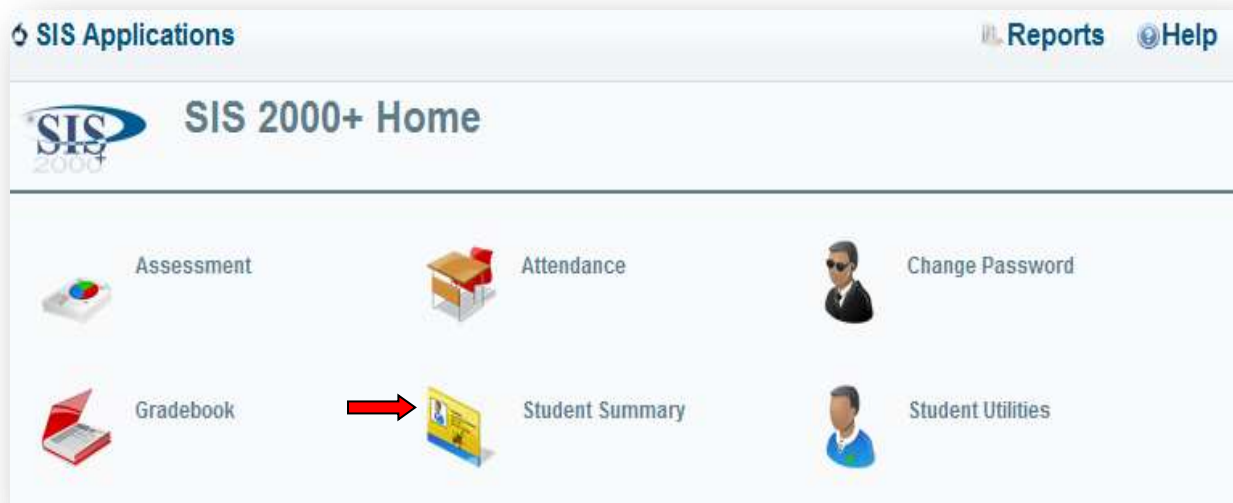 SIS Applications Reports Help
SIS 2000+ Home
SIS
2000+
Assessment Attendance Change Password
Gradebook Student Summary Student Utilities